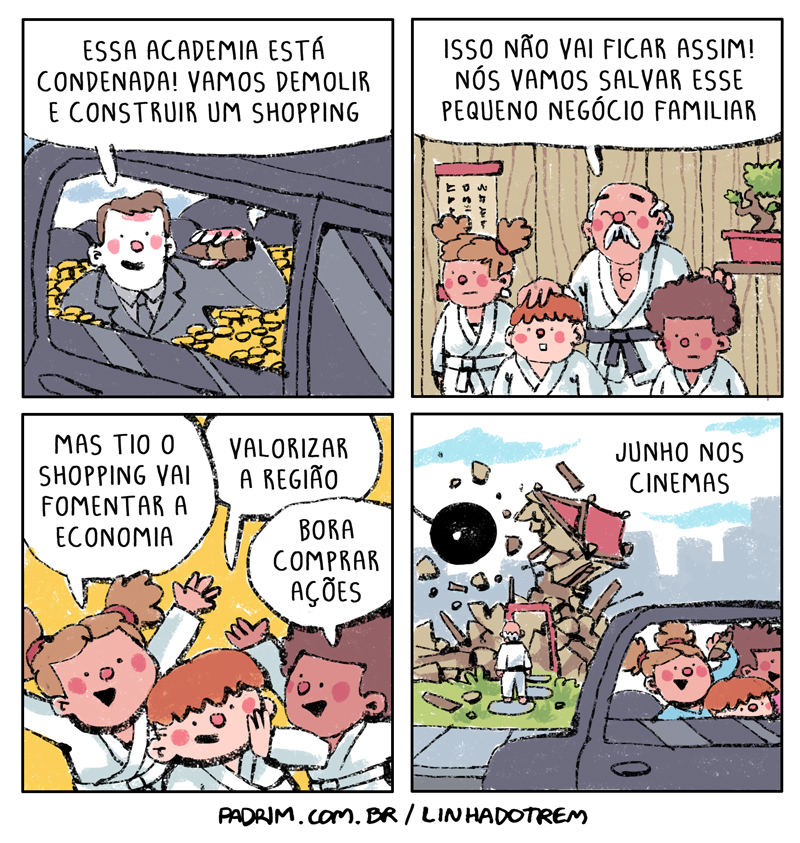 ESSA ACADEMIA ESTÁ
CONDENADA! VAMOS DEMOLIR
E CONSTRUIR UM SHOPPING
ISSO NÃO VAI FICAR ASSIM!
NÓS VAMOS SALVAR ESSE
PEQUENO NEGÓCIO FAMILIAR
MAS TIO O
SHOPPING VAI
FOMENTAR A
ECONOMIA
VALORIZAR
A REGIÃO
BORA
COMPRAR
AÇÕES
JUNHO NOS
CINEMAS
PADRIM.COM.BR / LINHADOTREM